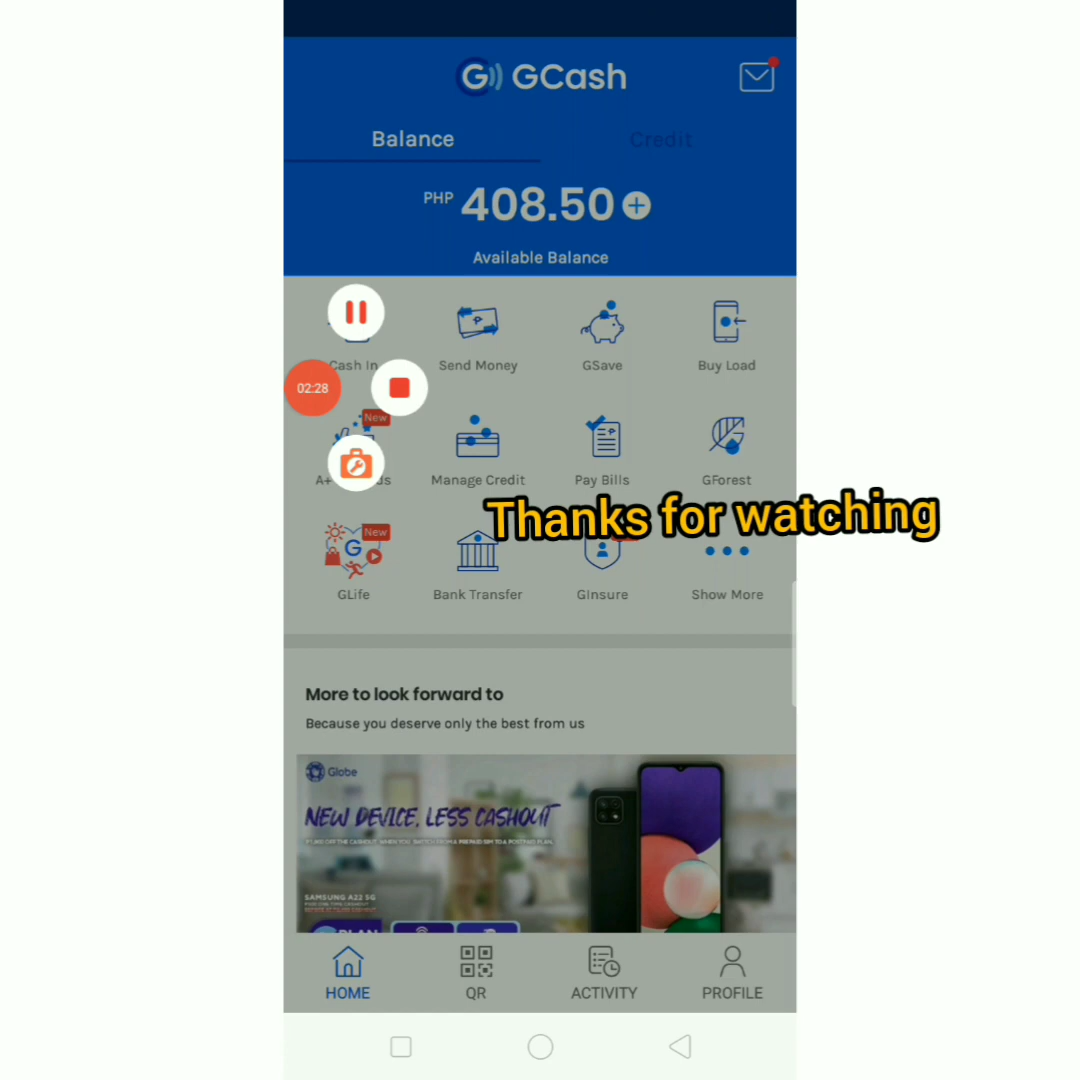 G GCash
Balance
Credit
PHP 408.50
Available Balance
Cash In
Send Money
GSave
Buy Load
02:28
New
A+
Manage Credit
Pay Bills
GForest
Thanks for watching
New
G
GLife
Bank Transfer
GInsure
Show More
More to look forward to
Because you deserve only the best from us
Globe
NEW DEVICE, LESS CASHOUT
SAMSUNG A22 5G
PLAN
HOME
QR
ACTIVITY
PROFILE